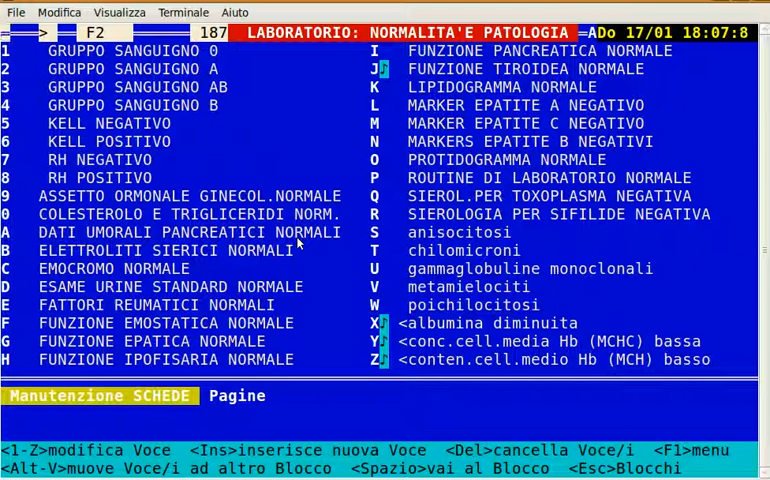 File Modifica Visualizza Terminale Aiuto
> F2 187 LABORATORIO: NORMALITA'E PATOLOGIA =ADo 17/01 18:07:8
1 GRUPPO SANGUIGNO 0
2 GRUPPO SANGUIGNO A
3 GRUPPO SANGUIGNO AB
4 GRUPPO SANGUIGNO B
5 KELL NEGATIVO
6 KELL POSITIVO
7 RH NEGATIVO
8 RH POSITIVO
9 ASSETTO ORMONALE GINECOL.NORMALE
0 COLESTEROLO E TRIGLICERIDI NORM.
A DATI UMORALI PANCREATICI NORMALI
B ELETTROLITI SIERICI NORMALI
C EMOCROMO NORMALE
D ESAME URINE STANDARD NORMALE
E FATTORI REUMATICI NORMALI
F FUNZIONE EMOSTATICA NORMALE
G FUNZIONE EPATICA NORMALE
H FUNZIONE IPOFISARIA NORMALE
I FUNZIONE PANCREATICA NORMALE
J♪ FUNZIONE TIROIDEA NORMALE
K LIPIDOGRAMMA NORMALE
L MARKER EPATITE A NEGATIVO
M MARKER EPATITE C NEGATIVO
N MARKERS EPATITE B NEGATIVI
O PROTIDOGRAMMA NORMALE
P ROUTINE DI LABORATORIO NORMALE
Q SIEROL.PER TOXOPLASMA NEGATIVA
R SIEROLOGIA PER SIFILIDE NEGATIVA
S anisocitosi
T chilomicroni
U gammaglobuline monoclonali
V metamielociti
W poichilocitosi
X♪ <albumina diminuita
Y♪ <conc.cell.media Hb (MCHC) bassa
Z♪ <conten.cell.medio Hb (MCH) basso
Manutenzione SCHEDE Pagine
<1-Z>modifica Voce <Ins>inserisce nuova Voce <Del>cancella Voce/i <F1>menu
<Alt-V>muove Voce/i ad altro Blocco <Spazio>vai al Blocco <Esc>Blocchi